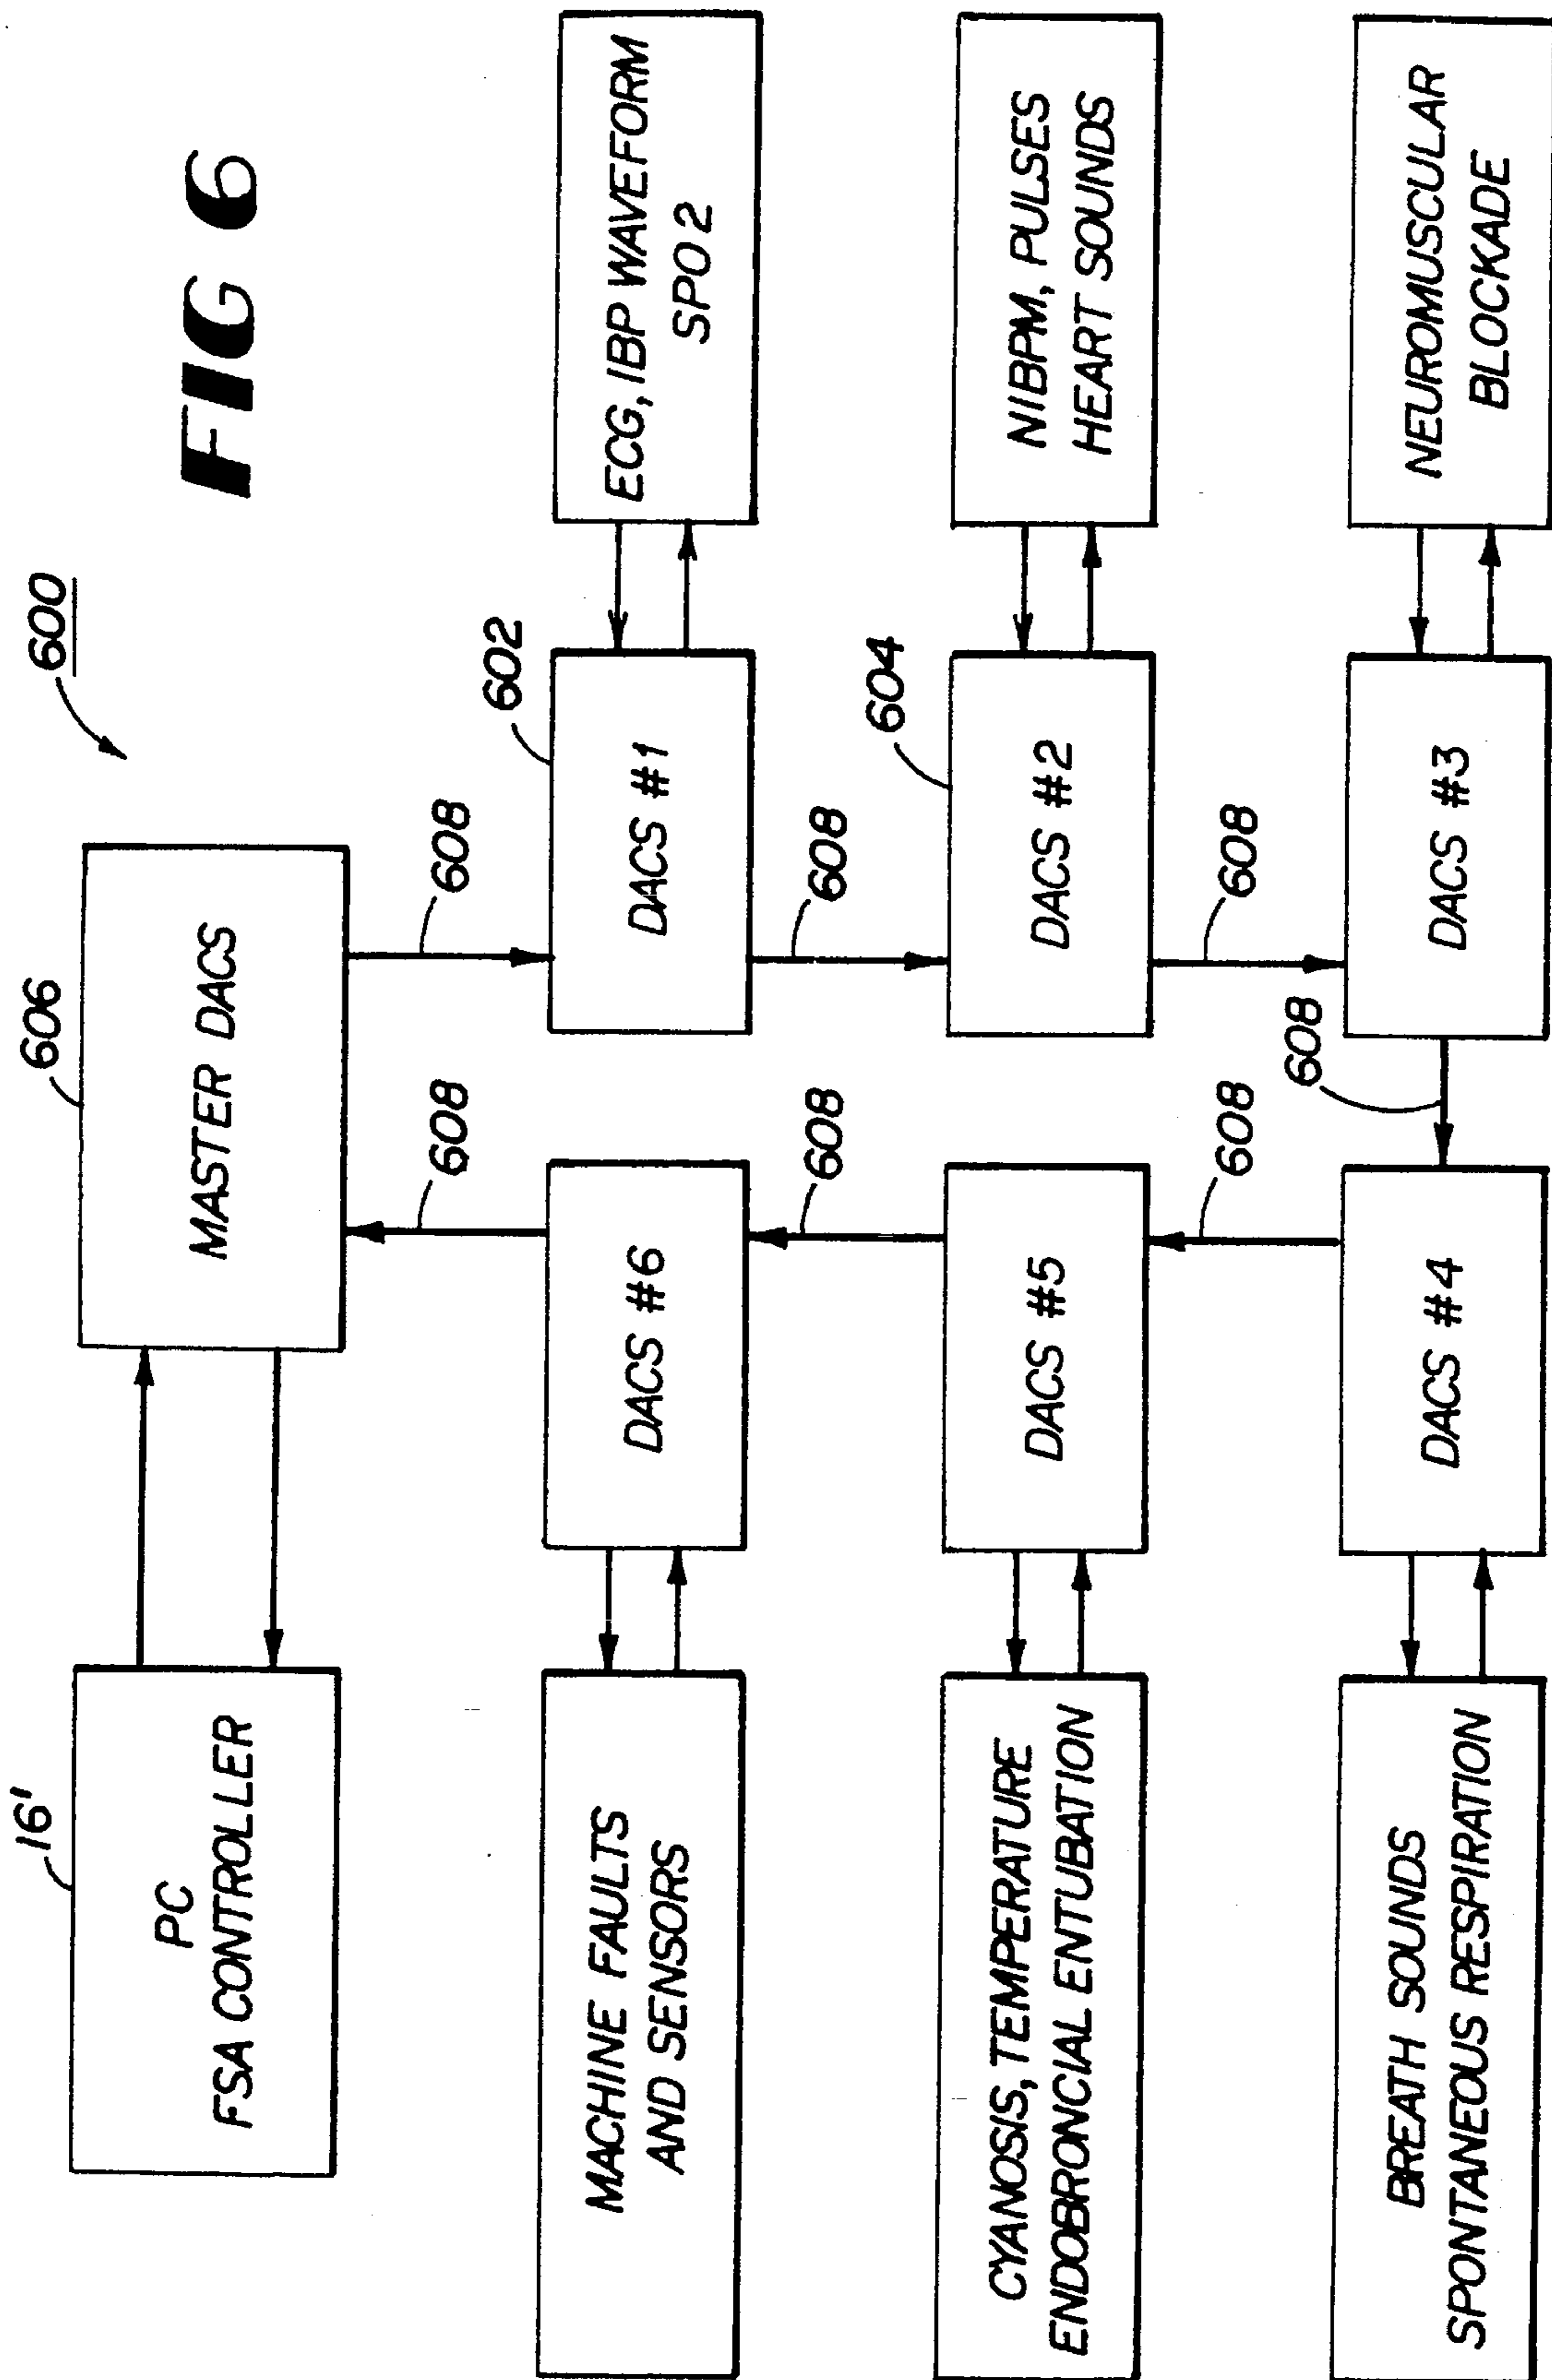 FIG 6
600
16'
PC
FSA CONTROLLER
606
MASTER DACS
608
608
MACHINE FAULTS
AND SENSORS
DACS #6
602
DACS #1
ECG, IBP WAVEFORM
SPO2
608
608
CYANOSIS, TEMPERATURE
ENDOBRONCIAL ENTUBATION
DACS #5
604
DACS #2
NIBPM, PULSES
HEART SOUNDS
608
608
608
BREATH SOUNDS
SPONTANEOUS RESPIRATION
DACS #4
DACS #3
NEUROMUSCULAR
BLOCKADE